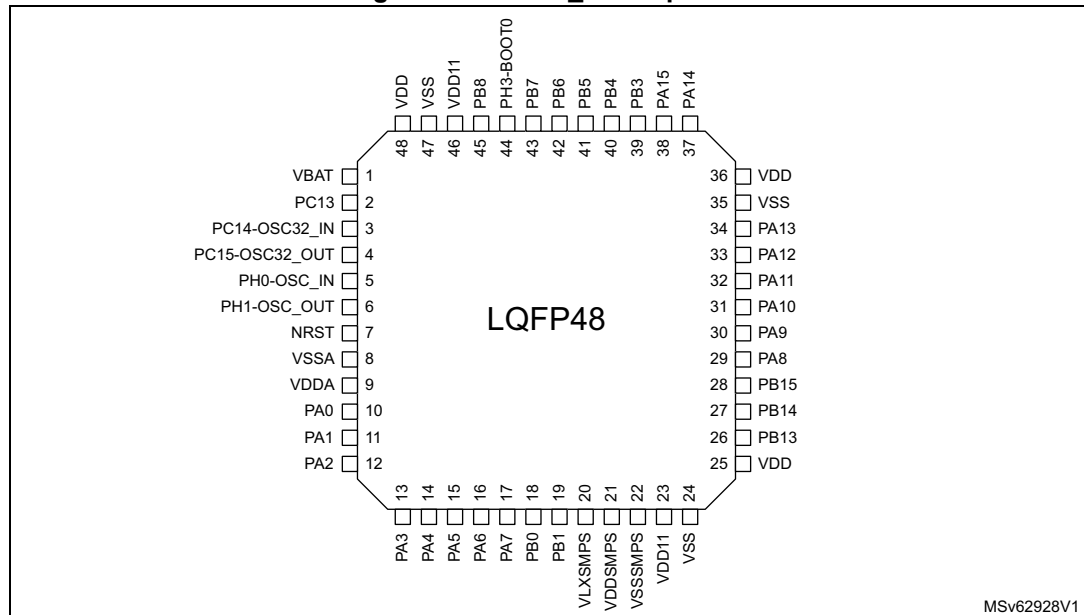 VDD
VSS
VDD11
PB8
PH3-BOOT0
PB7
PB6
PB5
PB4
PB3
PA15
PA14
48 47 46 45 44 43 42 41 40 39 38 37
VBAT 1
PC13 2
PC14-OSC32_IN 3
PC15-OSC32_OUT 4
PH0-OSC_IN 5
PH1-OSC_OUT 6
NRST 7
VSSA 8
VDDA 9
PA0 10
PA1 11
PA2 12
LQFP48
36 VDD
35 VSS
34 PA13
33 PA12
32 PA11
31 PA10
30 PA9
29 PA8
28 PB15
27 PB14
26 PB13
25 VDD
13 14 15 16 17 18 19 20 21 22 23 24
PA3
PA4
PA5
PA6
PA7
PB0
PB1
VLXSMPS
VDDSMPS
VSSSMPS
VDD11
VSS
MSv62928V1